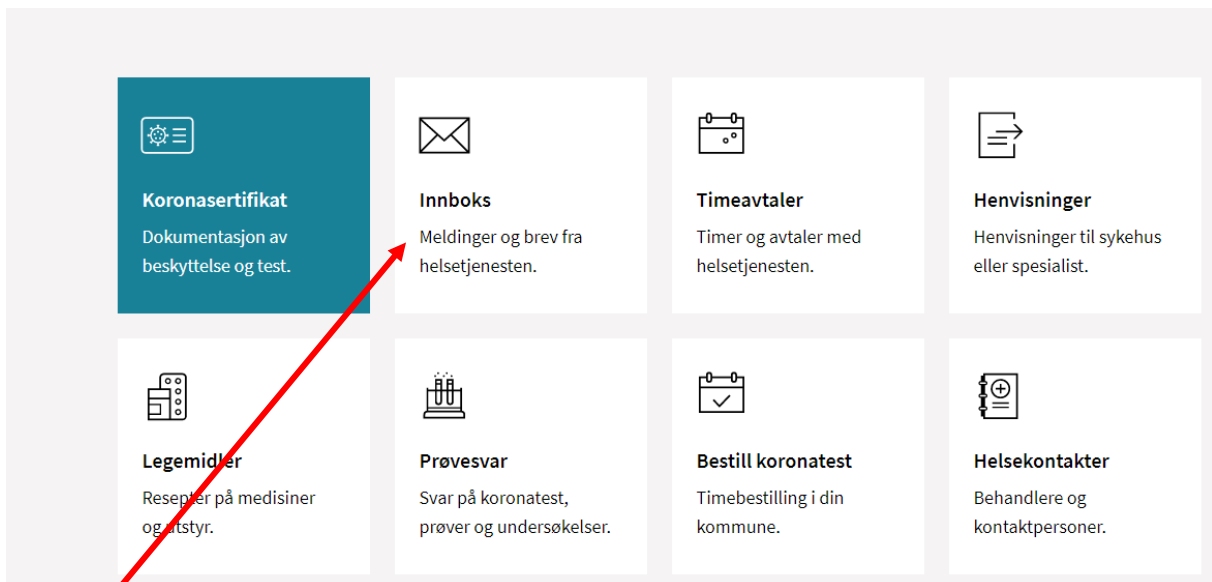 Koronasertifikat
Dokumentasjon av
beskyttelse og test.
Innboks
Meldinger og brev fra
helsetjenesten.
Timeavtaler
Timer og avtaler med
helsetjenesten.
Henvisninger
Henvisninger til sykehus
eller spesialist.
Legemidler
Resepter på medisiner
og utstyr.
Prøvesvar
Svar på koronatest,
prøver og undersøkelser.
Bestill koronatest
Timebestilling i din
kommune.
Helsekontakter
Behandlere og
kontaktpersoner.